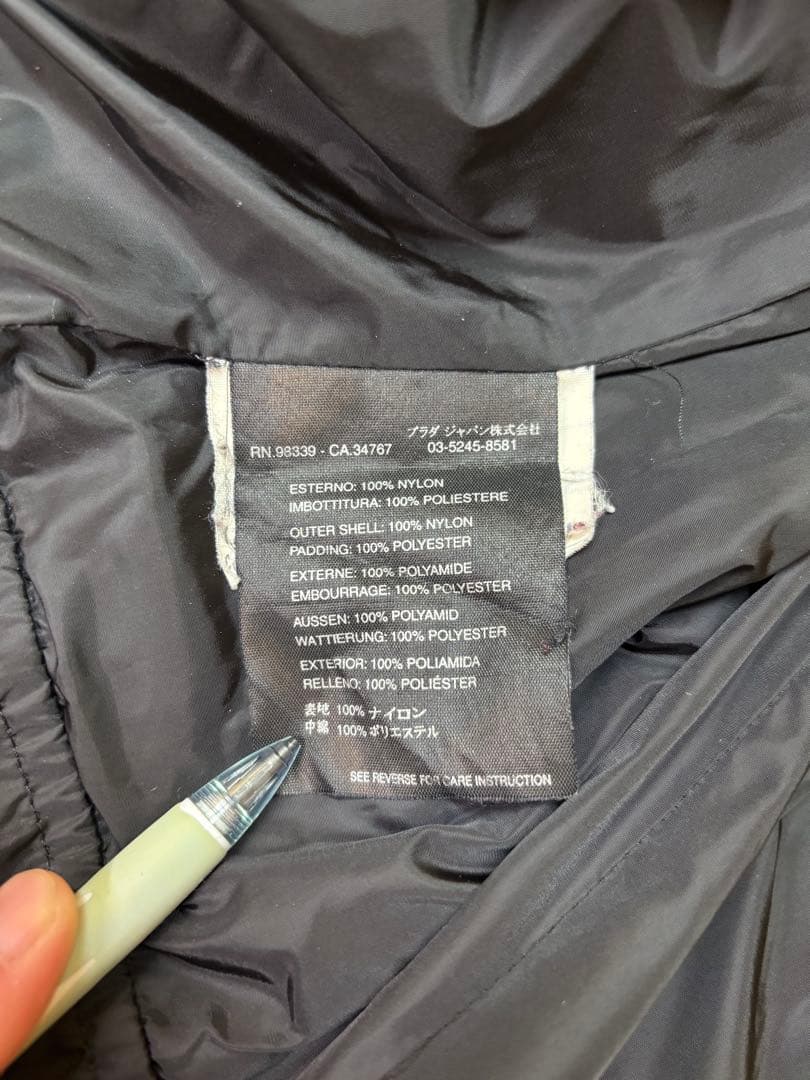 プラダ ジャパン株式会社
RN.98339 - CA.34767 03-5245-8581
ESTERNO: 100% NYLON
IMBOTTITURA: 100% POLIESTERE
OUTER SHELL: 100% NYLON
PADDING: 100% POLYESTER
EXTERNE: 100% POLYAMIDE
EMBOURRAGE: 100% POLYESTER
AUSSEN: 100% POLYAMID
WATTIERUNG: 100% POLYESTER
EXTERIOR: 100% POLIAMIDA
RELLENO: 100% POLIÉSTER
表地 100% ナイロン
中綿 100% ポリエステル
SEE REVERSE FOR CARE INSTRUCTION